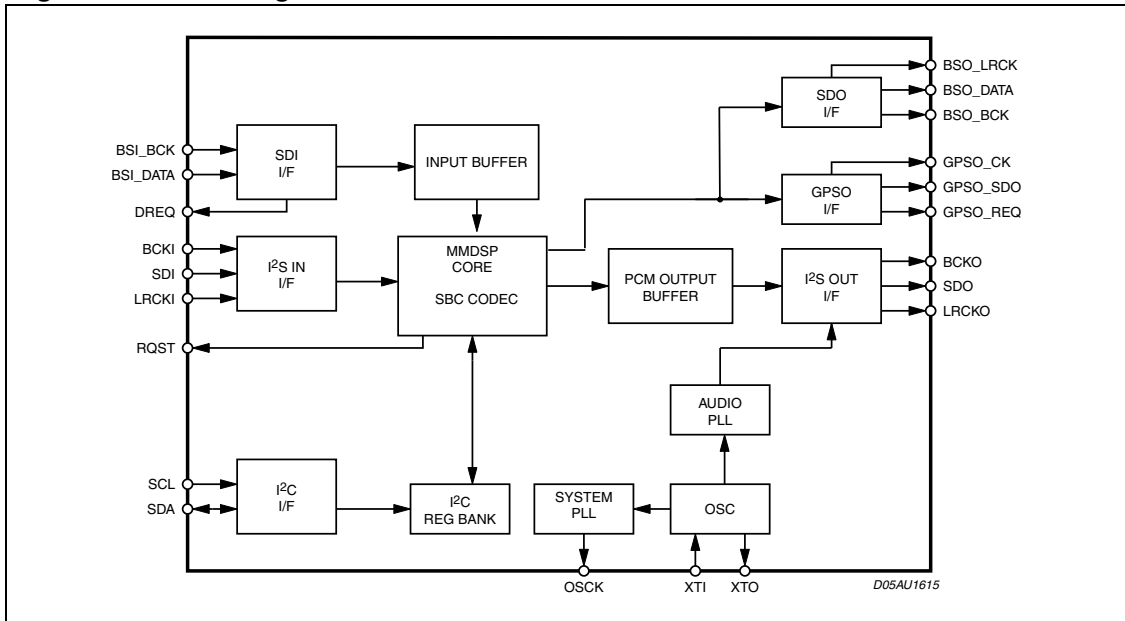 BSO_LRCK
BSO_DATA
BSO_BCK
SDO
I/F
BSI_BCK
BSI_DATA
SDI
I/F
INPUT BUFFER
DREQ
GPSO_CK
GPSO_SDO
GPSO_REQ
GPSO
I/F
BCKI
SDI
LRCKI
I²S IN
I/F
MMDSP
CORE
SBC CODEC
PCM OUTPUT
BUFFER
I²S OUT
I/F
BCKO
SDO
LRCKO
RQST
AUDIO
PLL
SCL
SDA
I²C
I/F
I²C
REG BANK
SYSTEM
PLL
OSC
OSCK
XTI
XTO
D05AU1615